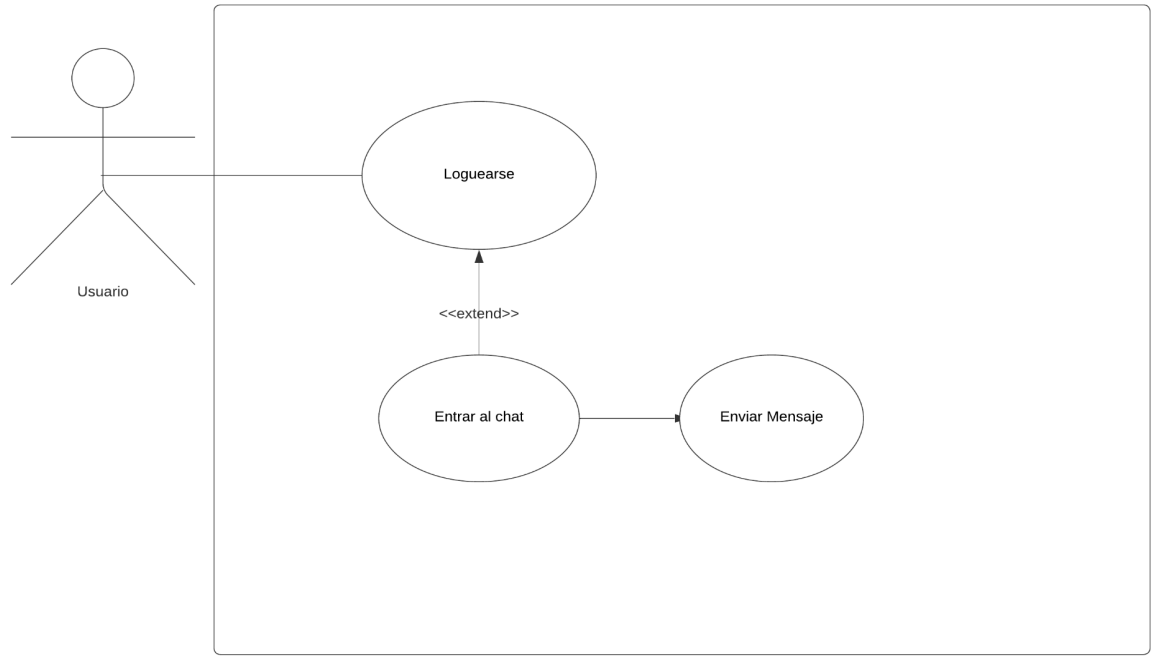 Loguearse
Usuario
<<extend>>
Entrar al chat
Enviar Mensaje